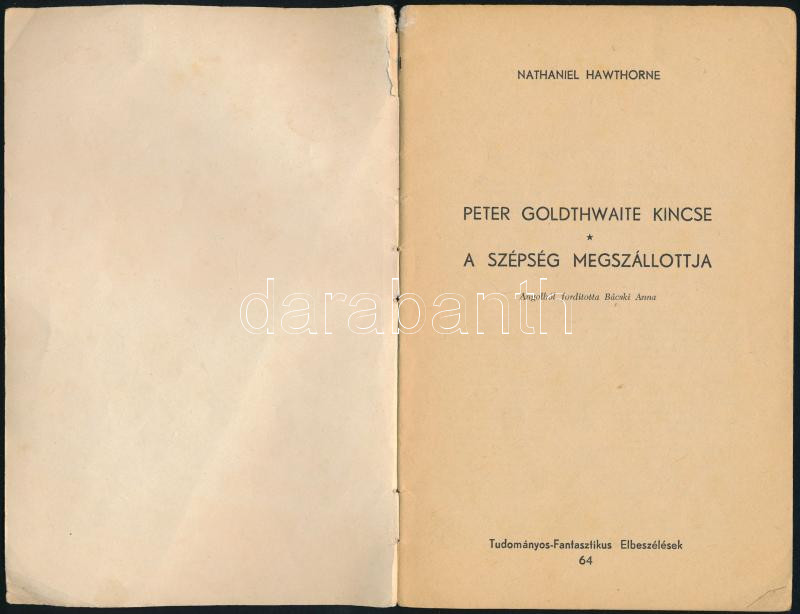 NATHANIEL HAWTHORNE
PETER GOLDTHWAITE KINCSE
★
A SZÉPSÉG MEGSZÁLLOTTJA
Angolból fordította Bácski Anna
darabanth
Tudományos-Fantasztikus Elbeszélések
64